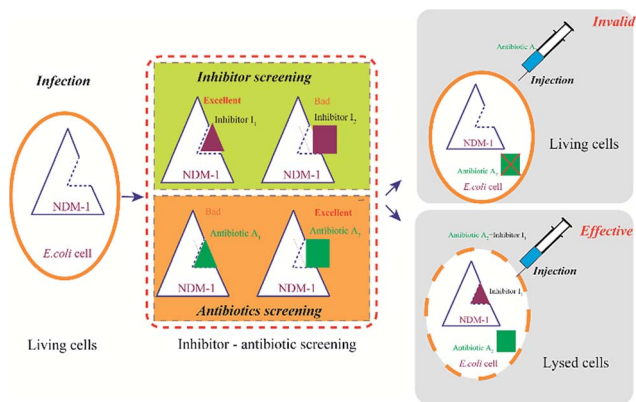 Infection
NDM-1
E.coli cell
Living cells
Inhibitor screening
Excellent
Inhibitor I1
NDM-1
Bad
Inhibitor I2
NDM-1
Bad
Antibiotic A1
NDM-1
Excellent
Antibiotic A2
NDM-1
Antibiotics screening
Inhibitor - antibiotic screening
Invalid
Antibiotic A
Injection
NDM-1
Antibiotic A
E.coli cell
Living cells
Effective
Antibiotic A2+Inhibitor I1
Injection
Inhibitor I1
NDM-1
Antibiotic A2
E.coli cell
Lysed cells